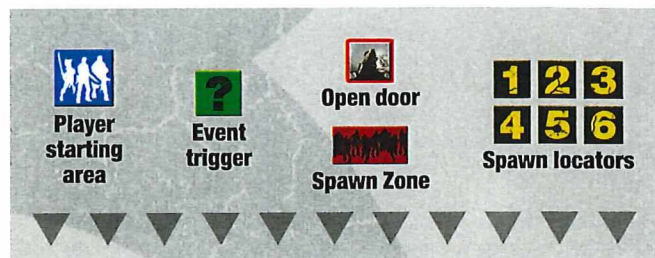 Player
starting
area
?
Event
trigger
Open door
Spawn Zone
1 2 3
4 5 6
Spawn locators